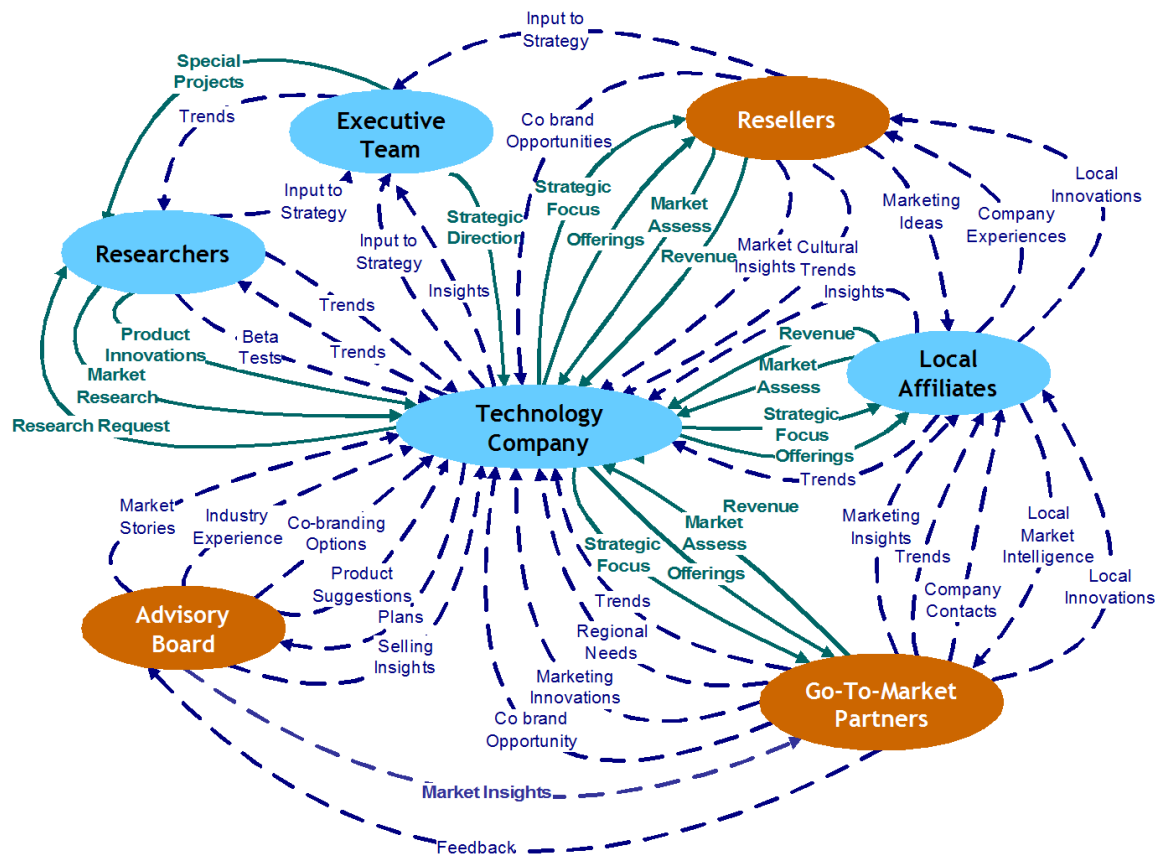 Input to
Strategy
Special
Projects
Trends
Executive
Team
Co brand
Opportunities
Resellers
Local
Innovations
Input to
Strategy
Strategic
Focus
Marketing
Ideas
Company
Experiences
Strategic
Direction
Offerings
Market
Assess
Revenue
Researchers
Input to
Strategy
Insights
Market
Insights
Cultural
Trends
Insights
Trends
Product
Innovations
Beta
Tests
Trends
Revenue
Market
Assess
Local
Affiliates
Market
Research
Research Request
Technology
Company
Strategic
Focus
Offerings
Trends
Market
Stories
Industry
Experience
Co-branding
Options
Revenue
Market
Assess
Strategic
Focus
Offerings
Marketing
Insights
Trends
Local
Market
Intelligence
Company
Contacts
Local
Innovations
Product
Suggestions
Plans
Selling
Insights
Trends
Regional
Needs
Marketing
Innovations
Co brand
Opportunity
Advisory
Board
Go-To-Market
Partners
Market Insights
Feedback